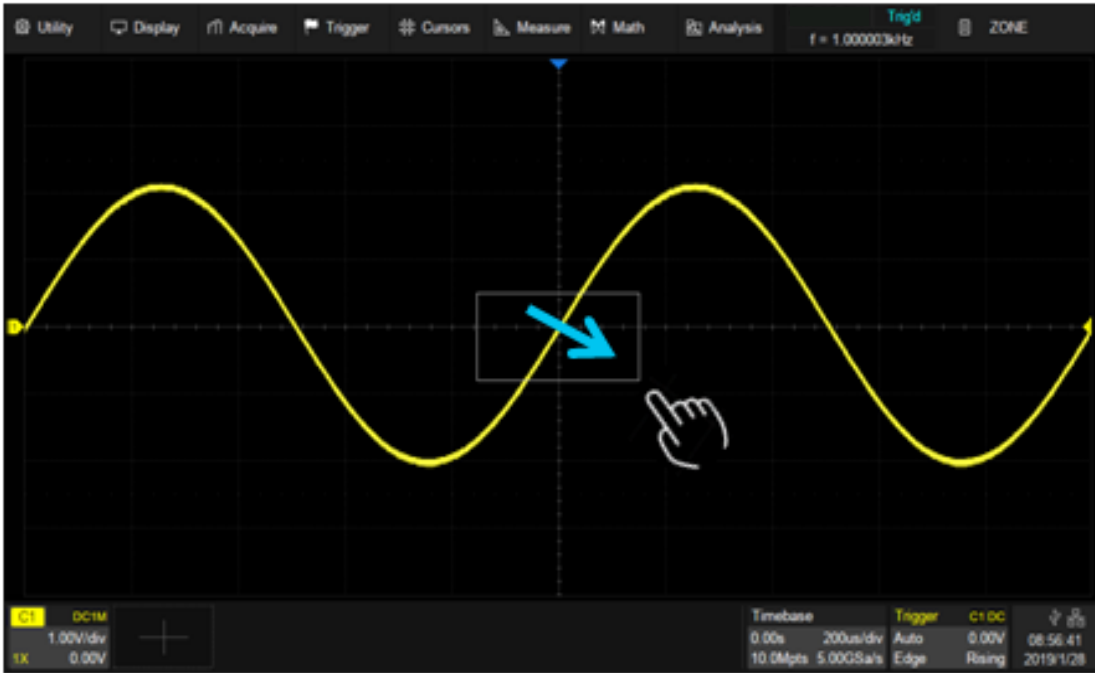 Utility Display Acquire Trigger Cursors Measure Math Analysis
Trig'd
f = 1.000003kHz
ZONE
C1 DC1M
1.00V/div
1X 0.00V
Timebase
0.00s 200us/div
10.0Mpts 5.00GSa/s
Trigger C1 DC
Auto 0.00V
Edge Rising
08:56:41
2019/1/28